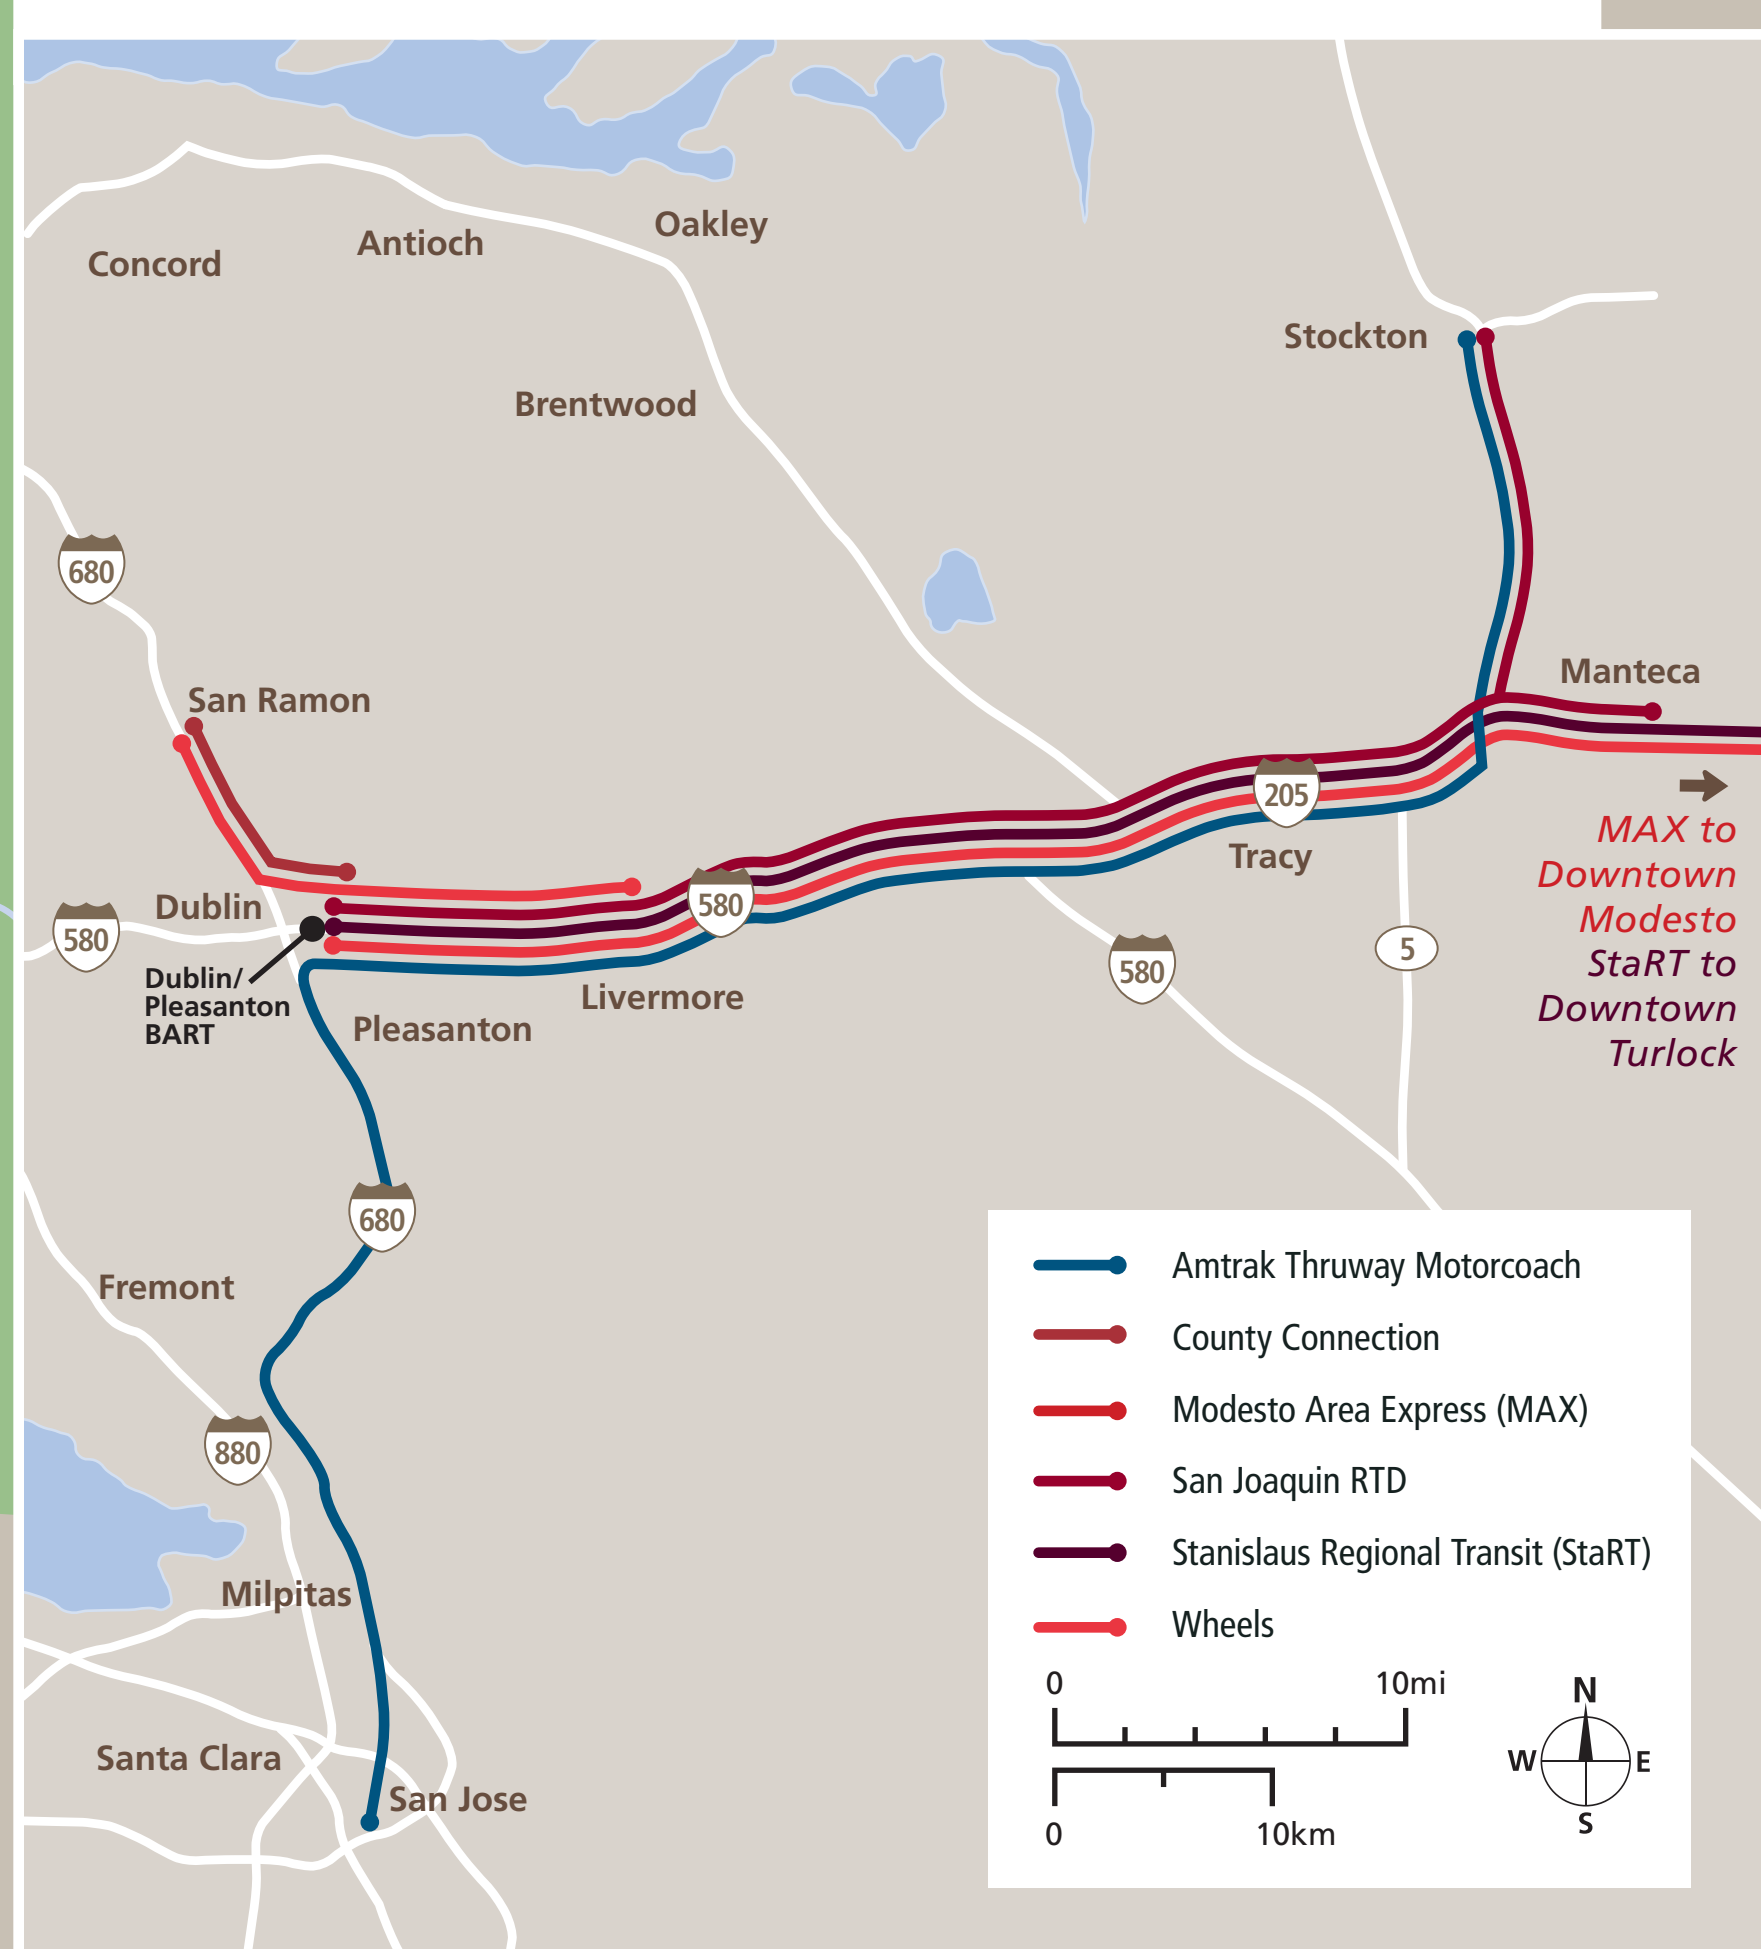 Oakley
Antioch
Concord
Stockton
Brentwood
680
San Ramon
Manteca
205
MAX to
Downtown
Modesto
StaRT to
Downtown
Turlock
Tracy
Dublin
580
580
580
5
Dublin/
Pleasanton
BART
Livermore
Pleasanton
680
Fremont
880
Milpitas
Santa Clara
San Jose
Amtrak Thruway Motorcoach
County Connection
Modesto Area Express (MAX)
San Joaquin RTD
Stanislaus Regional Transit (StaRT)
Wheels
0 10mi
0 10km
N
W E
S